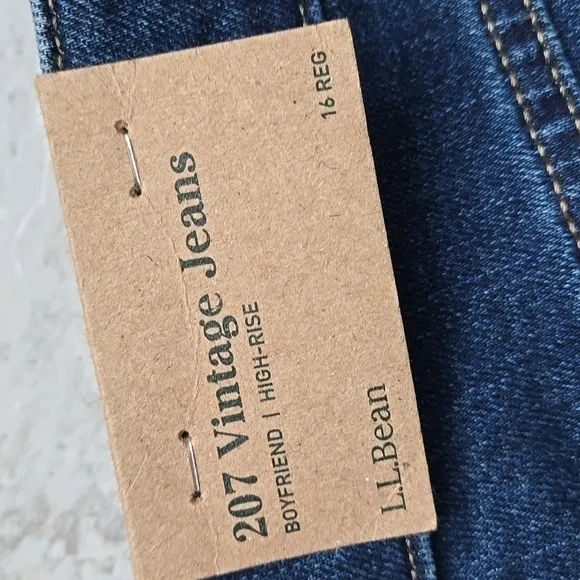 207 Vintage Jeans
BOYFRIEND | HIGH-RISE
L.L.Bean
16 REG